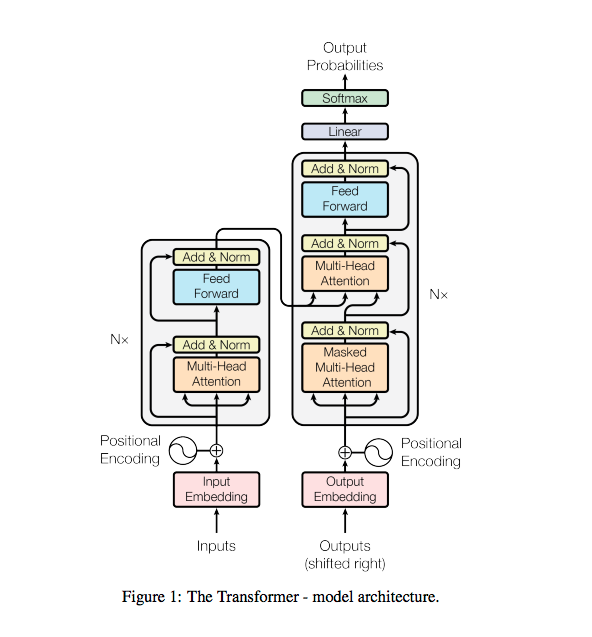 Output
Probabilities
Softmax
Linear
Add & Norm
Feed
Forward
Add & Norm
Multi-Head
Attention
Add & Norm
Masked
Multi-Head
Attention
N×
Add & Norm
Feed
Forward
Add & Norm
Multi-Head
Attention
N×
Positional
Encoding
Positional
Encoding
Input
Embedding
Output
Embedding
Inputs
Outputs
(shifted right)
Figure 1: The Transformer - model architecture.